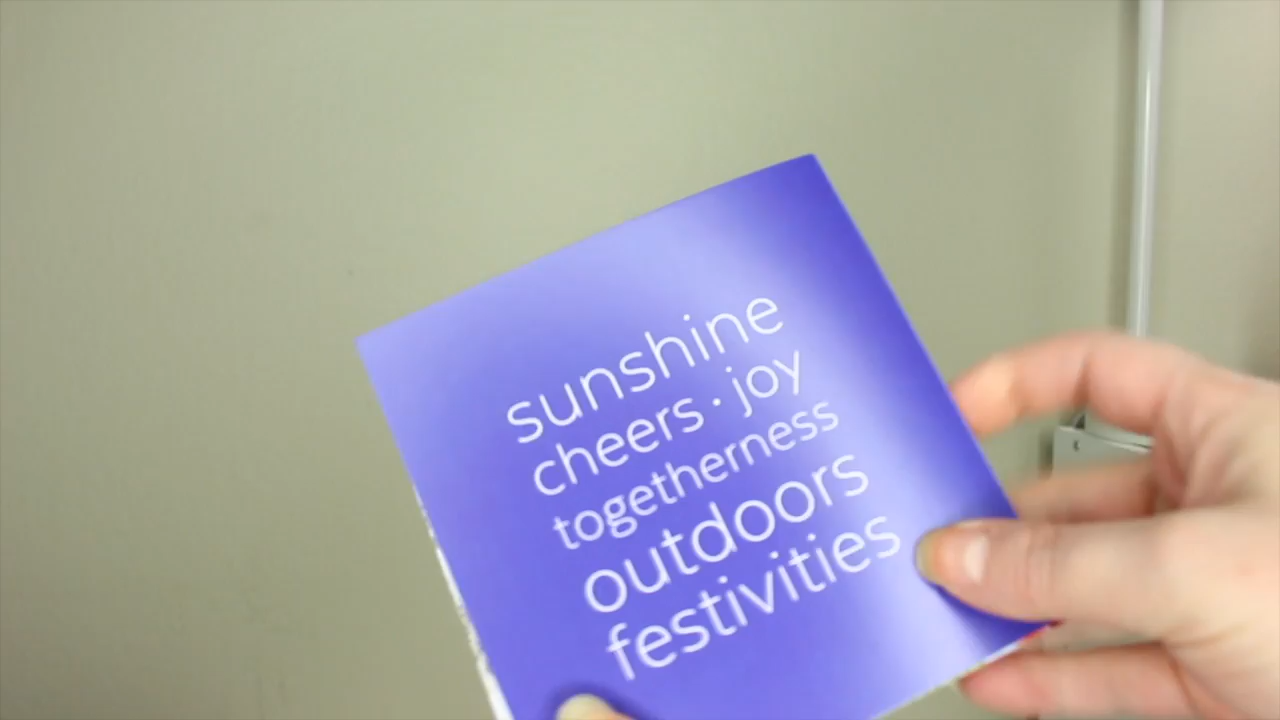 sunshine
cheers · joy
togetherness
outdoors
festivities